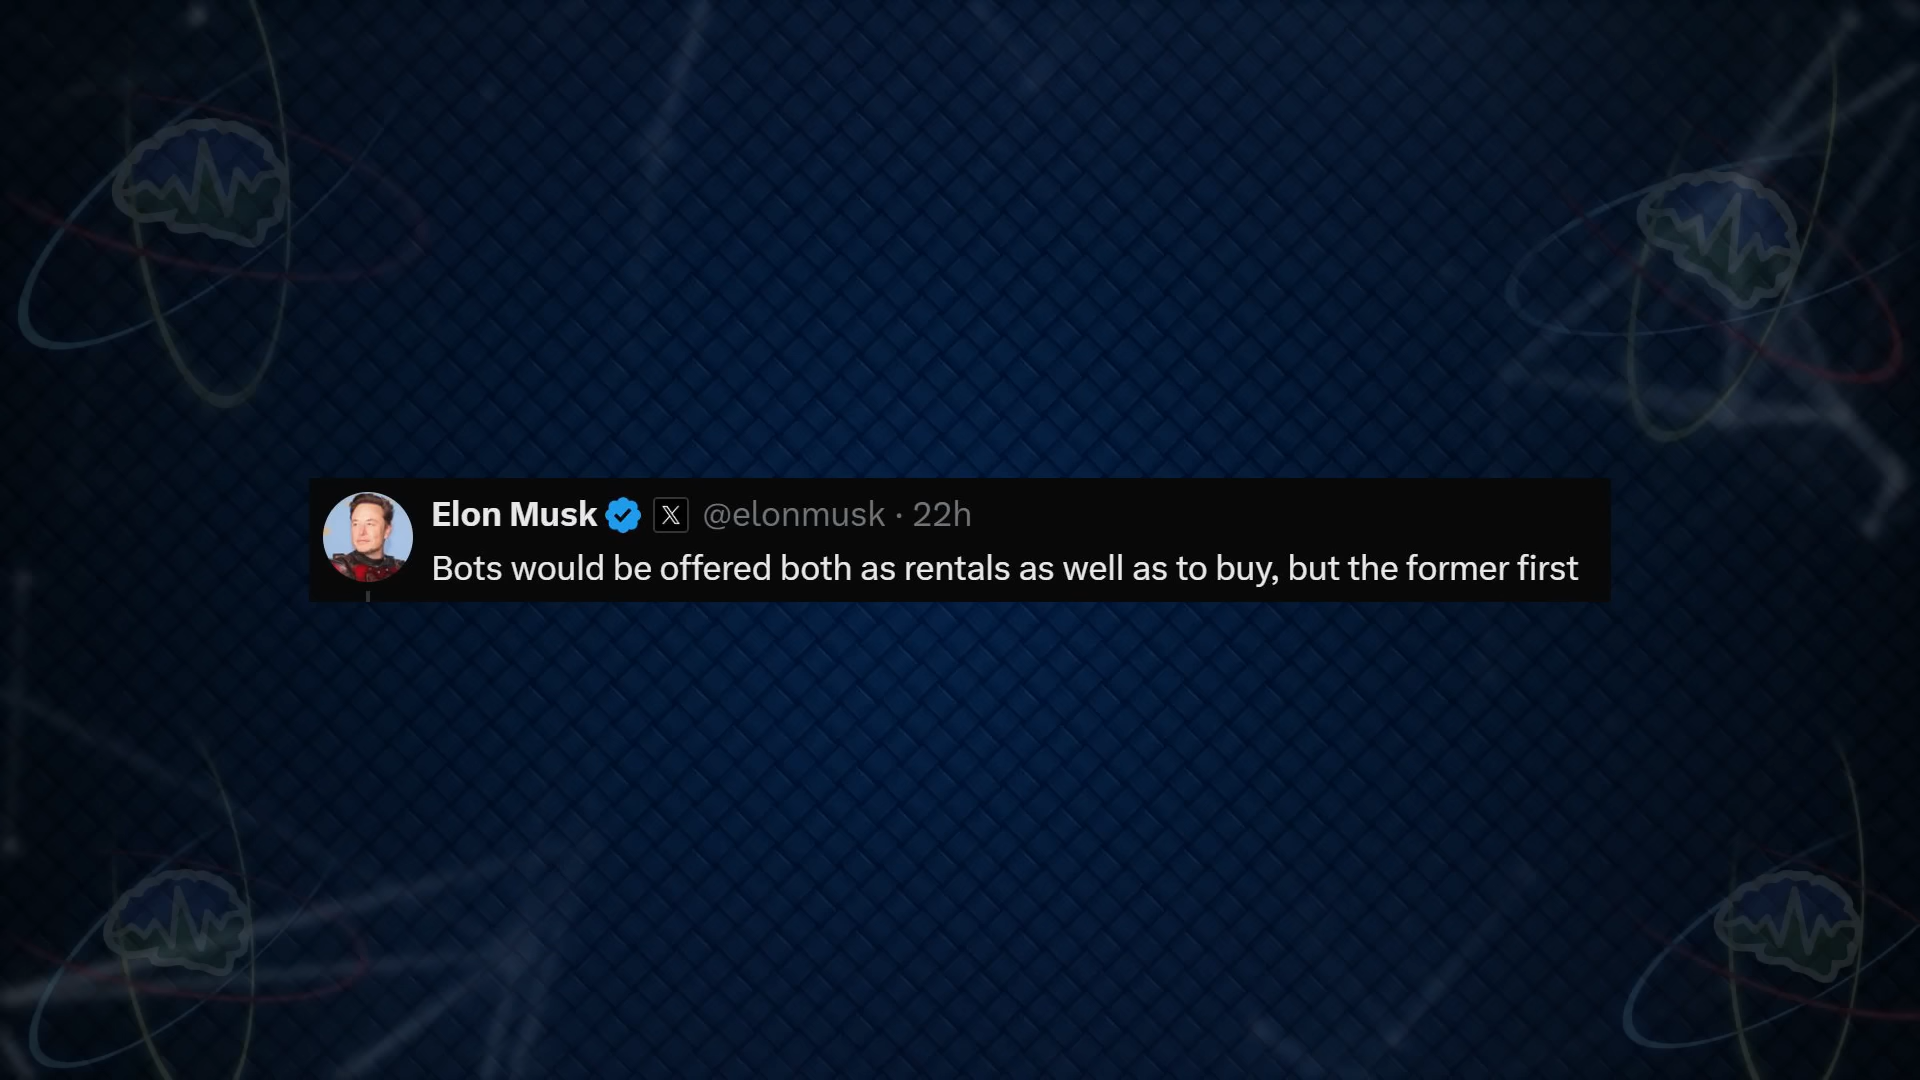 Elon Musk X @elonmusk · 22h
Bots would be offered both as rentals as well as to buy, but the former first